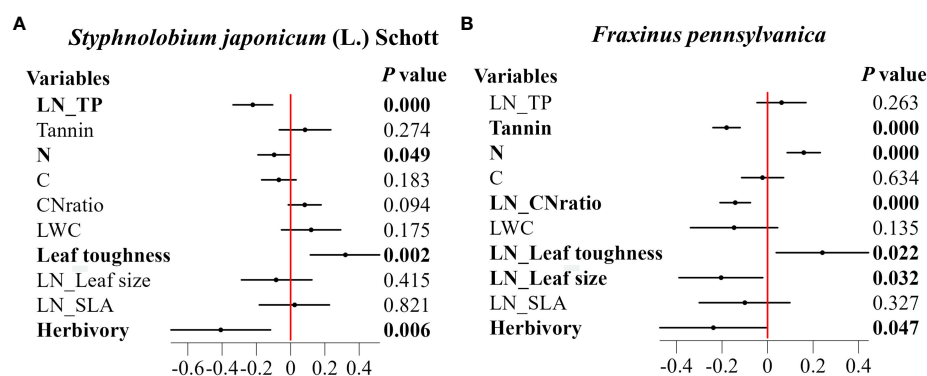 A
Styphnolobium japonicum (L.) Schott
Variables P value
LN_TP 0.000
Tannin 0.274
N 0.049
C 0.183
CNratio 0.094
LWC 0.175
Leaf toughness 0.002
LN_Leaf size 0.415
LN_SLA 0.821
Herbivory 0.006
-0.6 -0.4 -0.2 0 0.2 0.4
B
Fraxinus pennsylvanica
Variables P value
LN_TP 0.263
Tannin 0.000
N 0.000
C 0.634
LN_CNratio 0.000
LWC 0.135
LN_Leaf toughness 0.022
LN_Leaf size 0.032
LN_SLA 0.327
Herbivory 0.047
-0.4 -0.2 0 0.2 0.4